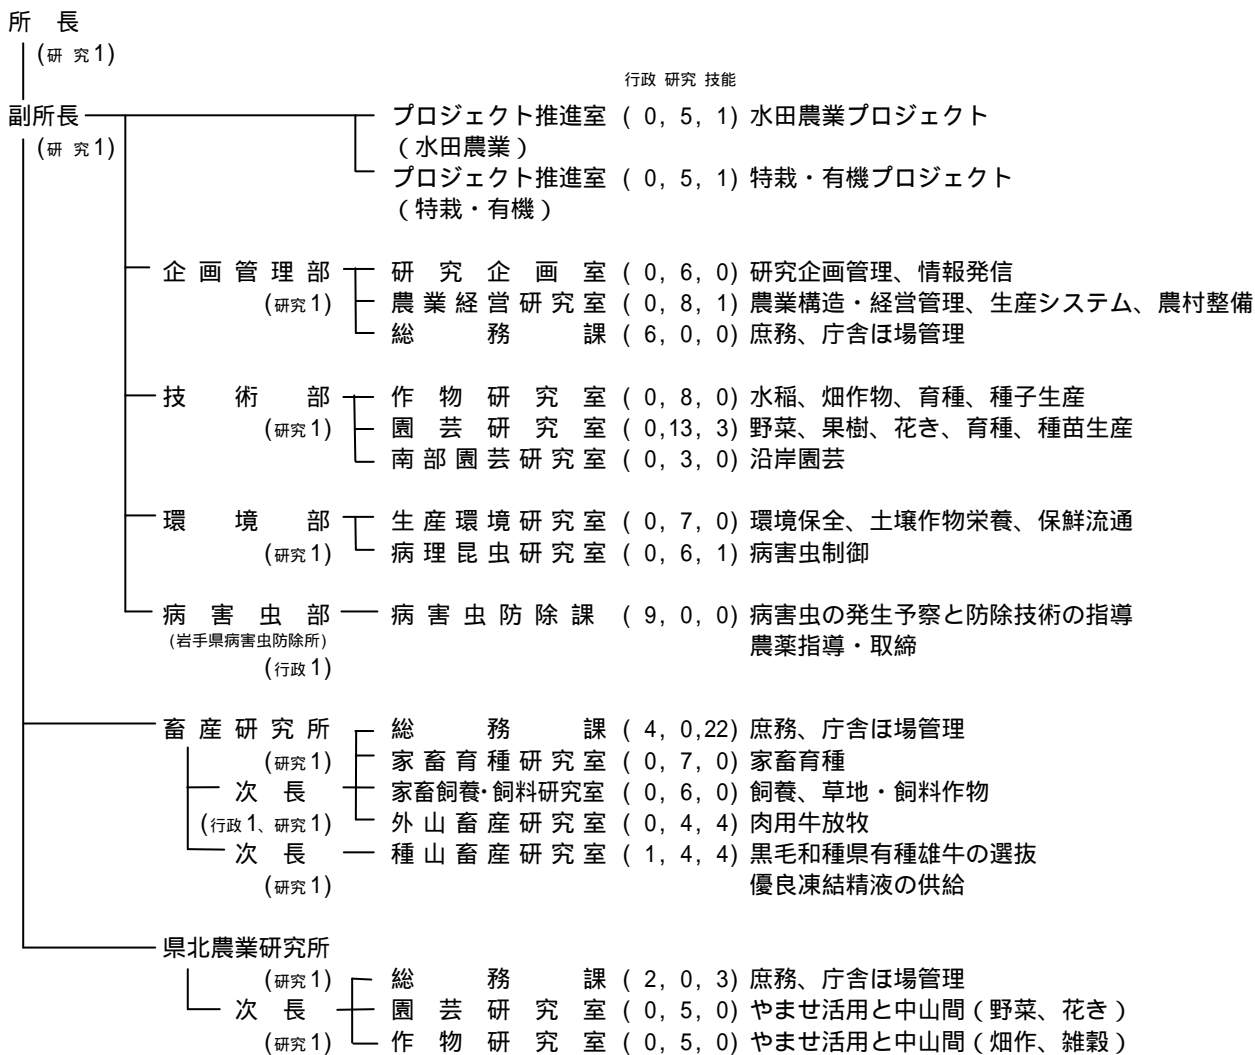 所　長
(研 究1)
行政 研究 技能
副所長 プロジェクト推進室 ( 0, 5, 1) 水田農業プロジェクト
(研 究1) （水田農業）
プロジェクト推進室 ( 0, 5, 1) 特栽・有機プロジェクト
（特栽・有機）
企 画 管 理 部 研 究 企 画 室 ( 0, 6, 0) 研究企画管理、情報発信
(研究1) 農業経営研究室 ( 0, 8, 1) 農業構造・経営管理、生産システム、農村整備
総 務 課 ( 6, 0, 0) 庶務、庁舎ほ場管理
技 術 部 作 物 研 究 室 ( 0, 8, 0) 水稲、畑作物、育種、種子生産
(研究1) 園 芸 研 究 室 ( 0,13, 3) 野菜、果樹、花き、育種、種苗生産
南部園芸研究室 ( 0, 3, 0) 沿岸園芸
環 境 部 生産環境研究室 ( 0, 7, 0) 環境保全、土壌作物栄養、保鮮流通
(研究1) 病理昆虫研究室 ( 0, 6, 1) 病害虫制御
病 害 虫 部 病害虫防除課 ( 9, 0, 0) 病害虫の発生予察と防除技術の指導
(岩手県病害虫防除所) 農薬指導・取締
(行政1)
畜産研究所 総 務 課 ( 4, 0,22) 庶務、庁舎ほ場管理
(研究1) 家畜育種研究室 ( 0, 7, 0) 家畜育種
次 長 家畜飼養・飼料研究室 ( 0, 6, 0) 飼養、草地・飼料作物
(行政1、研究1) 外山畜産研究室 ( 0, 4, 4) 肉用牛放牧
次 長 種山畜産研究室 ( 1, 4, 4) 黒毛和種県有種雄牛の選抜
(研究1) 優良凍結精液の供給
県北農業研究所
(研究1) 総 務 課 ( 2, 0, 3) 庶務、庁舎ほ場管理
次 長 園 芸 研 究 室 ( 0, 5, 0) やませ活用と中山間（野菜、花き）
(研究1) 作 物 研 究 室 ( 0, 5, 0) やませ活用と中山間（畑作、雑穀）